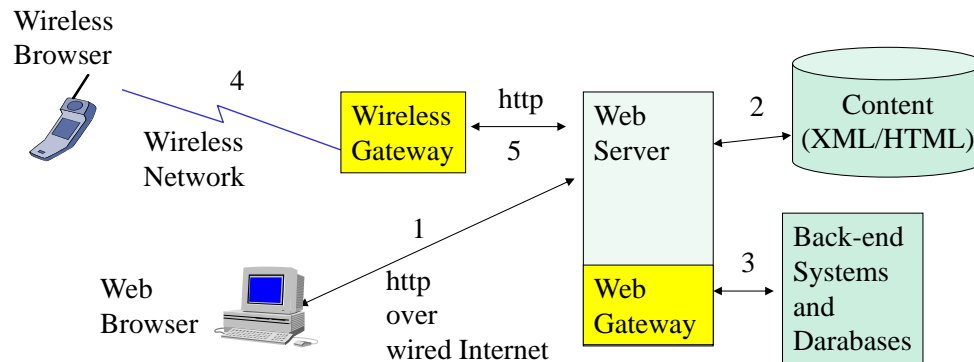 Wireless
Browser
4
Wireless
Network
Wireless
Gateway
http
5
Web
Server
2
Content
(XML/HTML)
1
Web
Browser
http
over
wired Internet
Web
Gateway
3
Back-end
Systems
and
Darabases